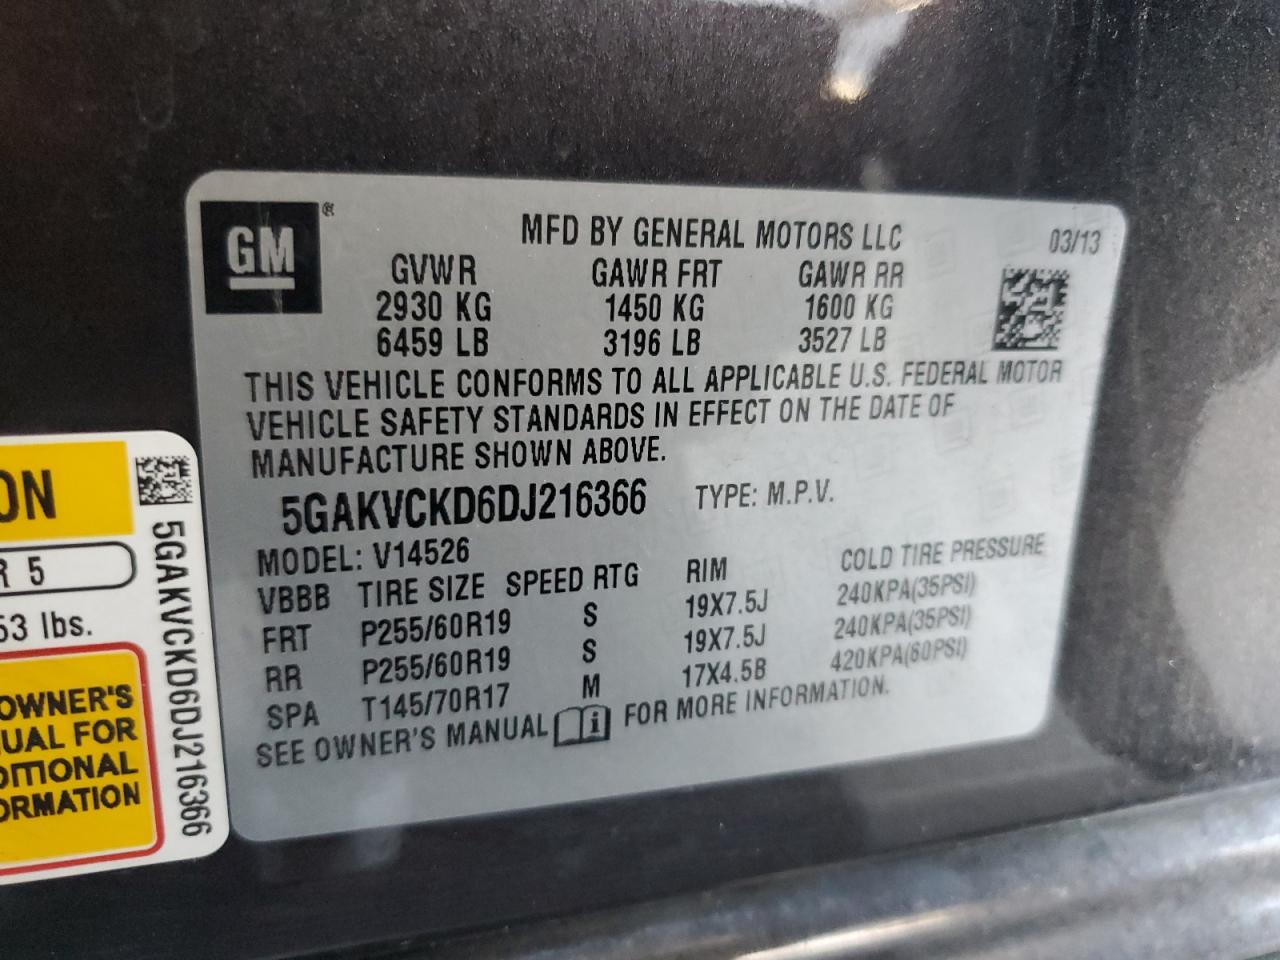 GM
®
MFD BY GENERAL MOTORS LLC
03/13
GVWR GAWR FRT GAWR RR
2930 KG 1450 KG 1600 KG
6459 LB 3196 LB 3527 LB
THIS VEHICLE CONFORMS TO ALL APPLICABLE U.S. FEDERAL MOTOR
VEHICLE SAFETY STANDARDS IN EFFECT ON THE DATE OF
MANUFACTURE SHOWN ABOVE.
5GAKVCKD6DJ216366 TYPE: M.P.V.
MODEL: V14526
VBBB TIRE SIZE SPEED RTG RIM COLD TIRE PRESSURE
FRT P255/60R19 S 19X7.5J 240KPA(35PSI)
RR P255/60R19 S 19X7.5J 240KPA(35PSI)
SPA T145/70R17 M 17X4.5B 420KPA(60PSI)
SEE OWNER'S MANUAL i FOR MORE INFORMATION.
ON
R 5
53 lbs.
OWNER'S
UAL FOR
DITIONAL
ORMATION
5GAKVCKD6DJ216366